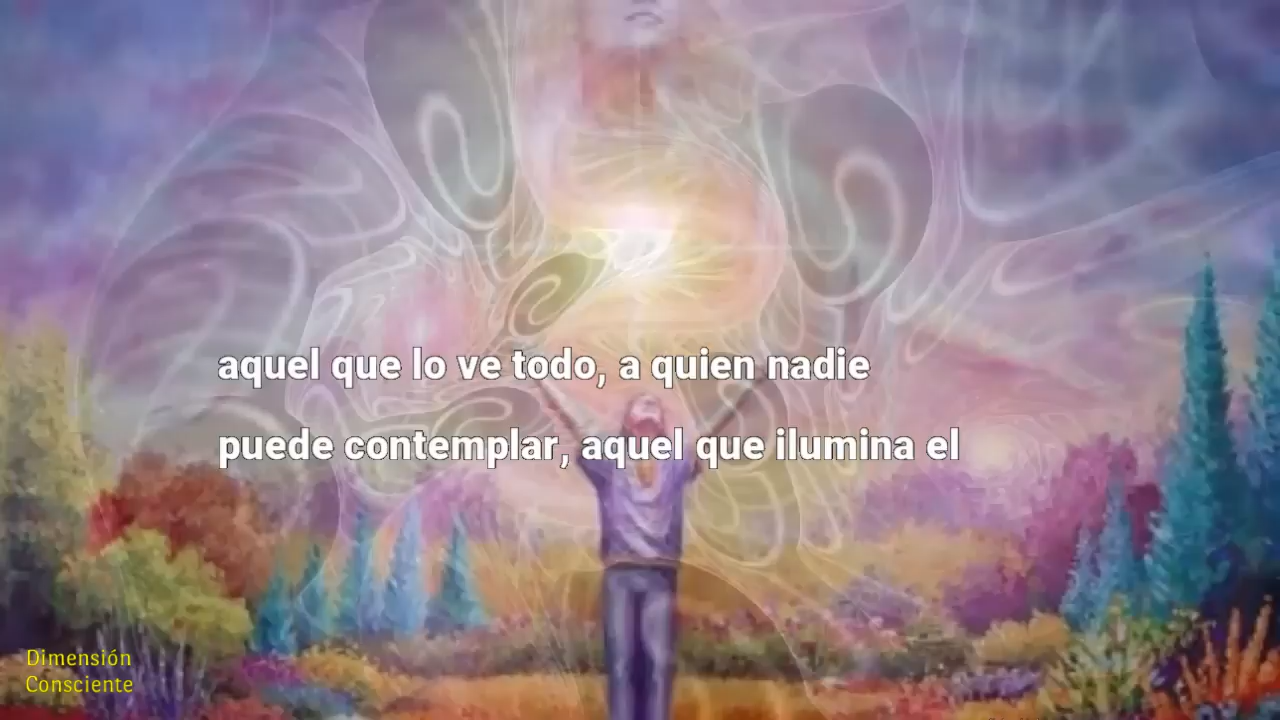 aquel que lo ve todo, a quien nadie
puede contemplar, aquel que ilumina el
Dimensión
Consciente